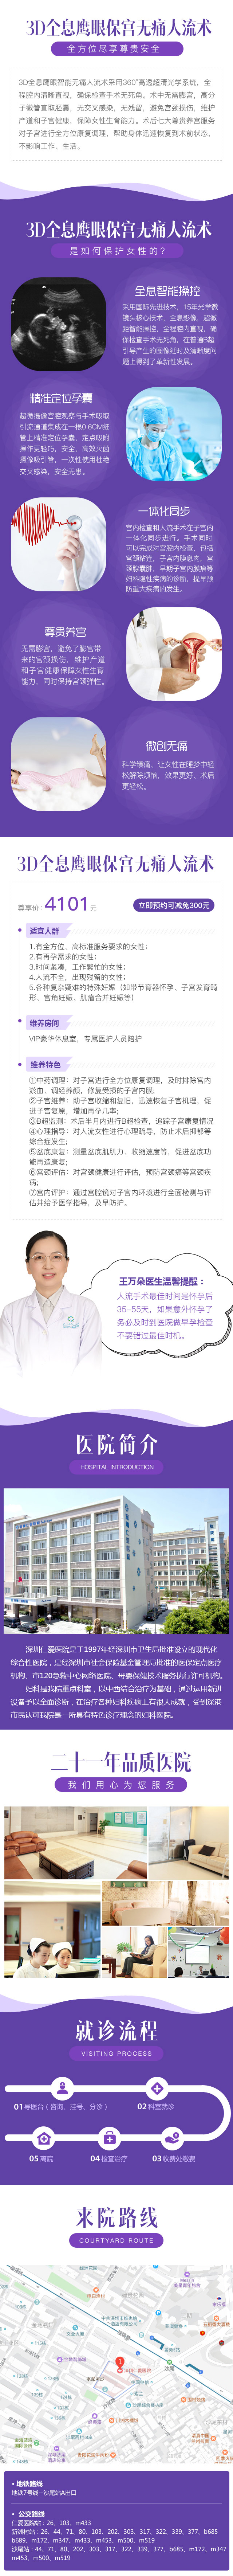 3D全息鹰眼保宫无痛人流术
全方位尽享尊贵安全
3D全息鹰眼智能无痛人流术采用360°高透超清光学系统，全
程腔内清晰直视，确保检查手术无死角。术中无需膨宫，高分
子微管直取胚囊，无交叉感染，无残留，避免宫颈损伤，维护
产道和子宫健康，保障女性生育能力。术后七大尊贵养宫服务
对子宫进行全方位康复调理、帮助身体迅速恢复到术前状态、
不影响工作、生活。
3D全息鹰眼保宫无痛人流术
是如何保护女性的?
全息智能操控
采用国际先进技术，15年光学微
镜头核心技术，全息影像，超微
距智能操控，全程腔内直视，确
保检查手术无死角，在普通B超
引导产生的图像延时及清晰度问
题上得到了革新性发展。
精准定位孕囊
超微摄像宫腔观察与手术吸取
引流通道集成在一根0.6CM细
管上精准定位孕囊，定点吸附
操作更轻巧，安全，高效灭菌
摄像吸引管，一次性使用杜绝
交叉感染，安全无患。
一体化同步
宫内检查和人流手术在子宫内
一体化同步进行。手术同时
可以完成对宫腔内检查，包括
宫颈粘连、子宫内膜息肉、宫
颈腺囊肿、早期子宫内膜癌等
妇科隐性疾病的诊断，提早预
防重大疾病的发生。
尊贵养宫
无需膨宫，避免了膨宫带
来的宫颈损伤，维护产道
和子宫健康保障女性生育
能力，同时保持宫颈弹性。
微创无痛
科学镇痛、让女性在睡梦中轻
松解除烦恼，效果更好、术后
更轻松。
3D全息鹰眼保宫无痛人流术
尊享价: 4101元
立即预约可减免300元
适宜人群
1.有全方位、高标准服务要求的女性；
2.有再孕需求的女性；
3.时间紧凑，工作繁忙的女性；
4.人流不全，出现残留的女性；
5.各种复杂疑难的特殊妊娠（如带节育器怀孕、子宫发育畸
形、宫角妊娠、肌瘤合并妊娠等）
维养房间
VIP豪华休息室，专属医护人员陪护
维养特色
①中药调理：对子宫进行全方位康复调理，及时排除宫内
淤血、调经养颜，修复受损的子宫内膜；
②子宫维养：助子宫收缩和复旧，迅速恢复子宫机理，促
进子宫复原，增加再孕几率；
③B超监测：术后半月内进行B超检查，追踪子宫康复情况
④心理指导：对人流女性进行心理疏导，防止术后抑郁等
综合症发生；
⑤盆底康复：测量盆底肌肌力、收缩速度等，促进盆底功
能再造康复；
⑥宫颈评估：对宫颈健康进行评估，预防宫颈癌等宫颈疾
病；
⑦宫内评护：通过宫腔镜对子宫内环境进行全面检测与评
估并给予医学指导，及早防护。
王万朵医生温馨提醒：
人流手术最佳时间是怀孕后
35-55天，如果意外怀孕了
务必及时到医院做早孕检查
不要错过最佳时机。
医院简介
HOSPITAL INTRODUCTION
深圳仁爱医院是于1997年经深圳市卫生局批准设立的现代化
综合性医院，是经深圳市社会保险基金管理局批准的医保定点医疗
机构、市120急救中心网络医院、母婴保健技术服务执行许可机构。
妇科是我院重点科室，以中西结合治疗为基础，通过运用新进
设备予以全面诊断，在治疗各种妇科疾病上有很大成就，受到深港
市民认可我院是一所具有特色诊疗理念的妇科医院。
二十一年品质医院
我们用心为您服务
就诊流程
VISITING PROCESS
01导医台（咨询、挂号、分诊）
02科室就诊
05离院
04检查治疗
03收费处缴费
来院路线
COURTYARD ROUTE
深圳仁爱医院
· 地铁路线
地铁7号线--沙尾站A出口
· 公交路线
仁爱医院站：26、103、m433
新洲村站：26、44、71、80、103、202、303、317、322、339、377、b685
b689、m172、m347、m433、m453、m500、m519
沙尾站：44、71、80、202、303、317、322、339、377、b685、m172、m347
m453、m500、m519